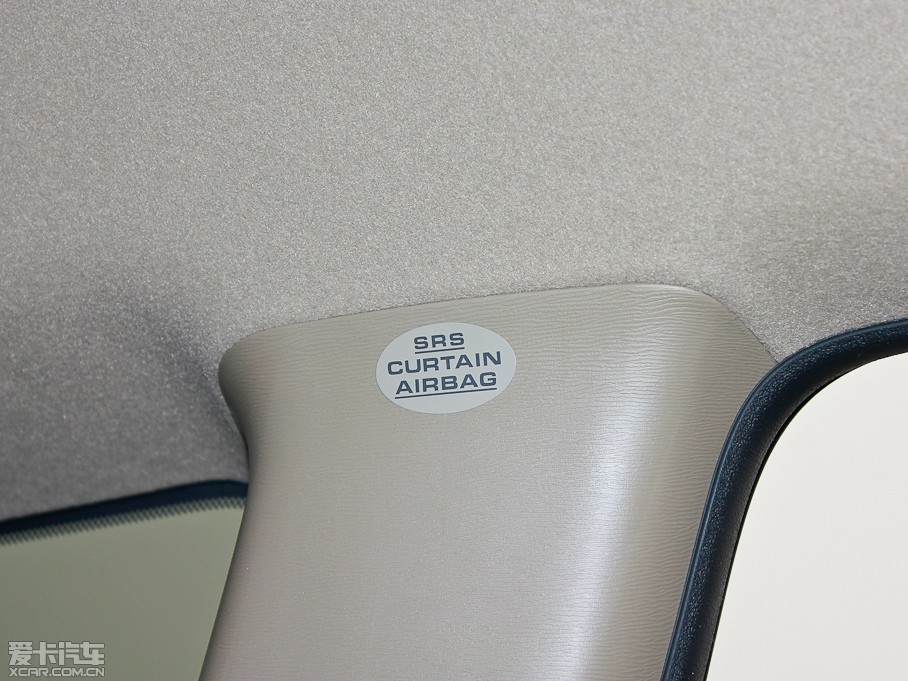 SRS
CURTAIN
AIRBAG
爱卡汽车
XCAR.COM.CN